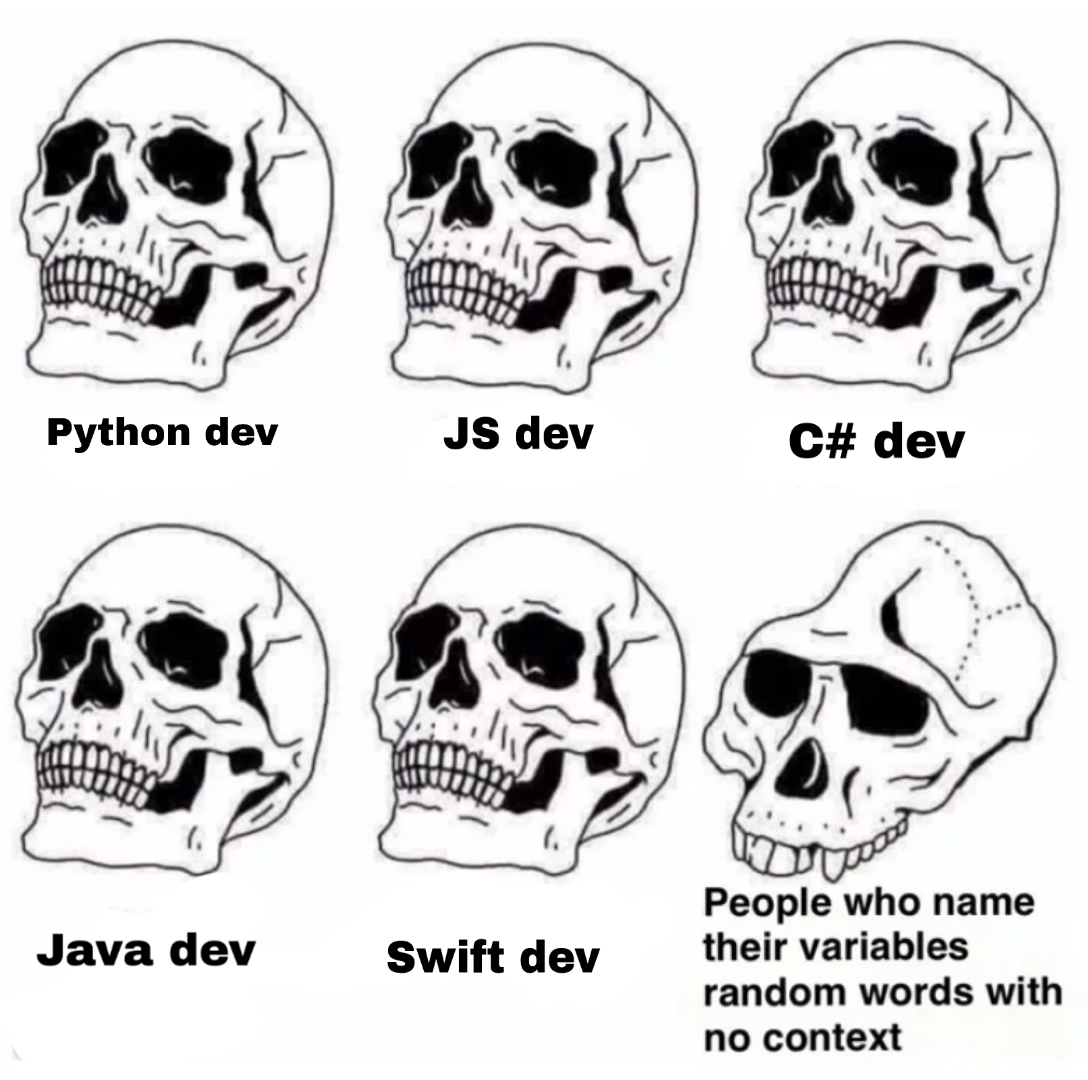 Python dev
JS dev
C# dev
Java dev
Swift dev
People who name
their variables
random words with
no context